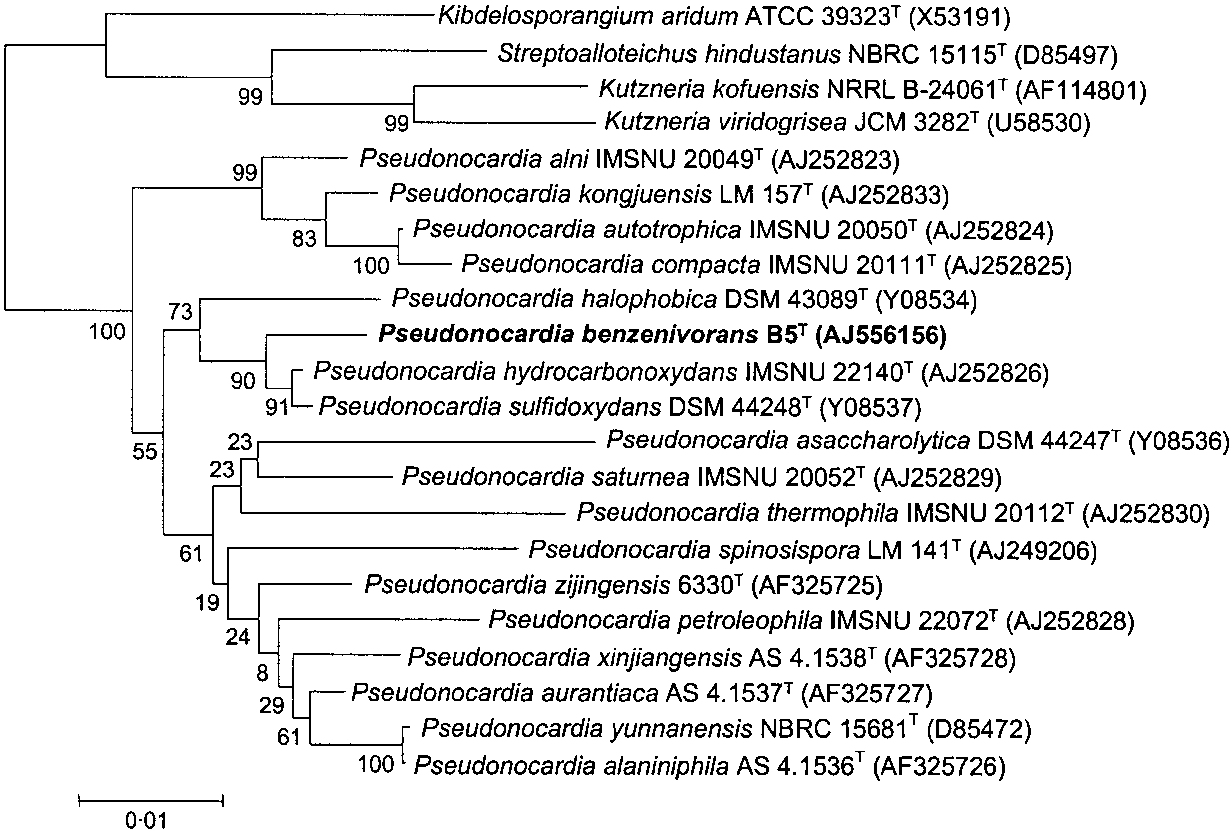 Kibdelosporangium aridum ATCC 39323T (X53191)
Streptoalloteichus hindustanus NBRC 15115T (D85497)
99
Kutzneria kofuensis NRRL B-24061T (AF114801)
99
Kutzneria viridogrisea JCM 3282T (U58530)
Pseudonocardia alni IMSNU 20049T (AJ252823)
99
Pseudonocardia kongjuensis LM 157T (AJ252833)
83
Pseudonocardia autotrophica IMSNU 20050T (AJ252824)
100
Pseudonocardia compacta IMSNU 20111T (AJ252825)
Pseudonocardia halophobica DSM 43089T (Y08534)
73
100
Pseudonocardia benzenivorans B5T (AJ556156)
Pseudonocardia hydrocarbonoxydans IMSNU 22140T (AJ252826)
90
91
Pseudonocardia sulfidoxydans DSM 44248T (Y08537)
23
Pseudonocardia asaccharolytica DSM 44247T (Y08536)
55
23
Pseudonocardia saturnea IMSNU 20052T (AJ252829)
Pseudonocardia thermophila IMSNU 20112T (AJ252830)
61
Pseudonocardia spinosispora LM 141T (AJ249206)
Pseudonocardia zijingensis 6330T (AF325725)
19
Pseudonocardia petroleophila IMSNU 22072T (AJ252828)
24
Pseudonocardia xinjiangensis AS 4.1538T (AF325728)
8
Pseudonocardia aurantiaca AS 4.1537T (AF325727)
29
Pseudonocardia yunnanensis NBRC 15681T (D85472)
61
100
Pseudonocardia alaniniphila AS 4.1536T (AF325726)
0·01